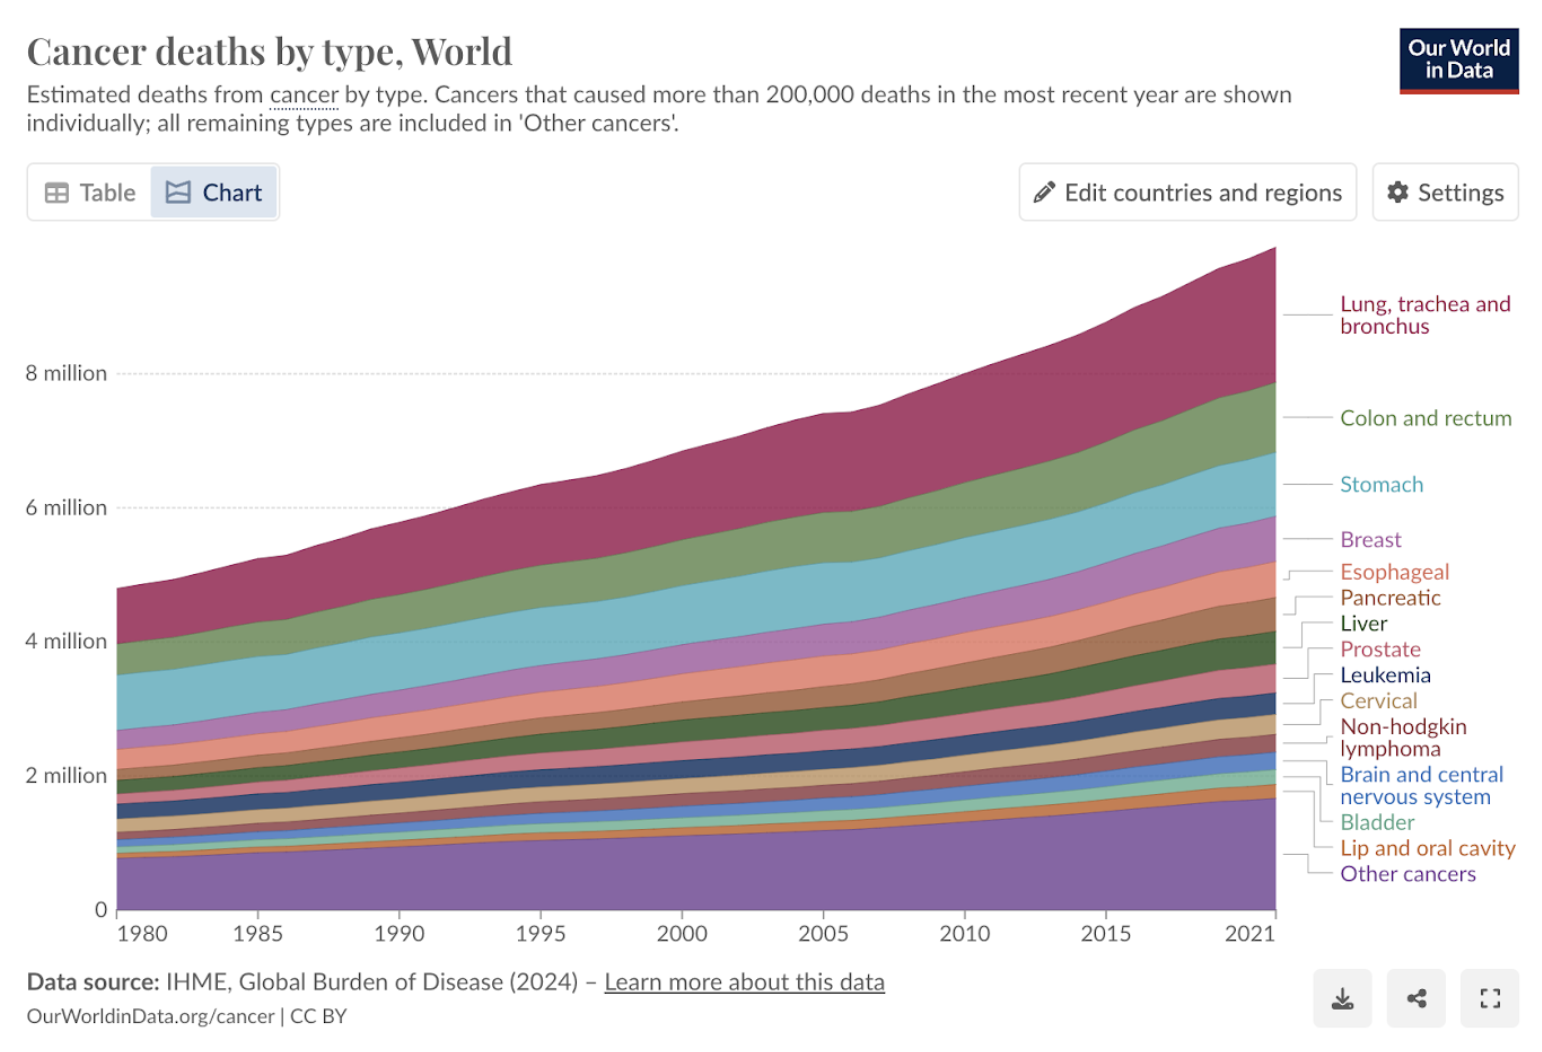 Cancer deaths by type, World
Our World
in Data
Estimated deaths from cancer by type. Cancers that caused more than 200,000 deaths in the most recent year are shown
individually; all remaining types are included in 'Other cancers'.
Table
Chart
Edit countries and regions
Settings
8 million
6 million
4 million
2 million
0
Lung, trachea and
bronchus
Colon and rectum
Stomach
Breast
Esophageal
Pancreatic
Liver
Prostate
Leukemia
Cervical
Non-hodgkin
lymphoma
Brain and central
nervous system
Bladder
Lip and oral cavity
Other cancers
1980
1985
1990
1995
2000
2005
2010
2015
2021
Data source: IHME, Global Burden of Disease (2024) – Learn more about this data
OurWorldinData.org/cancer | CC BY